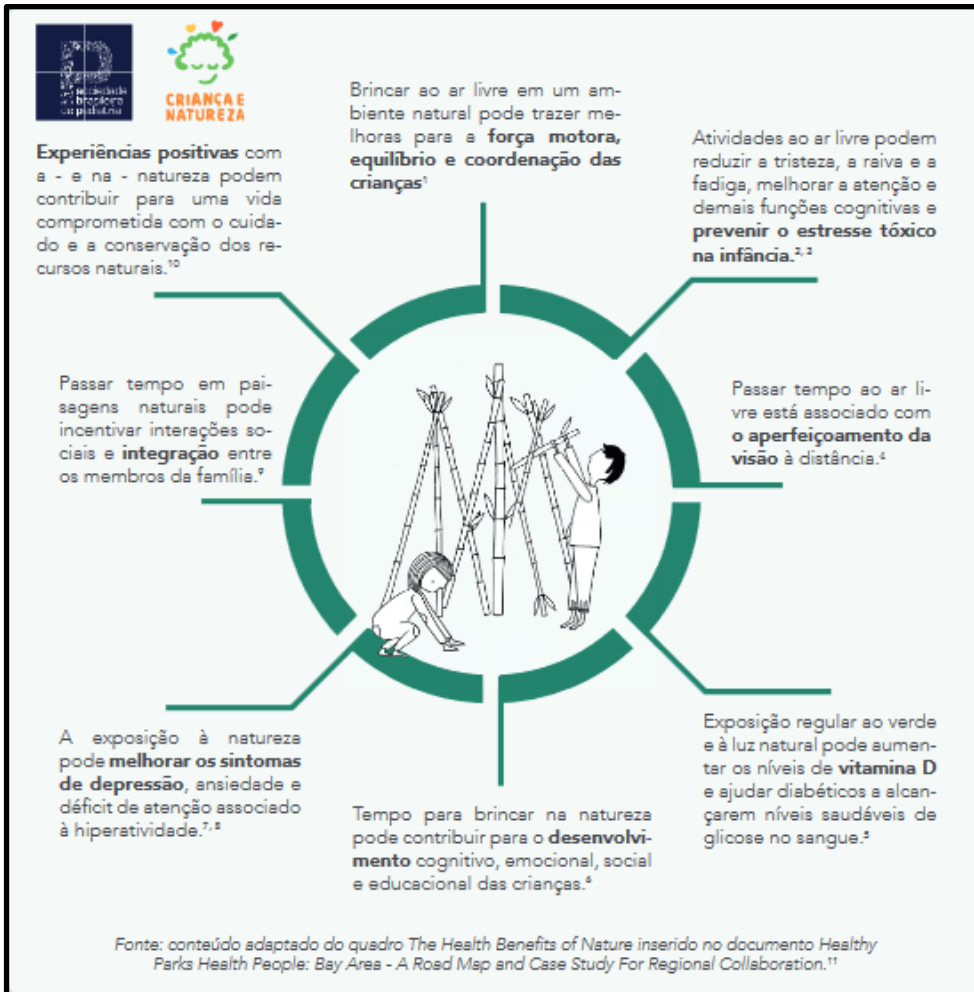 sociedade
brasileira
de pediatria
CRIANÇA E
NATUREZA
Brincar ao ar livre em um am-
biente natural pode trazer me-
lhoras para a força motora,
equilíbrio e coordenação das
crianças¹
Atividades ao ar livre podem
reduzir a tristeza, a raiva e a
fadiga, melhorar a atenção e
demais funções cognitivas e
prevenir o estresse tóxico
na infância.²,³
Passar tempo ao ar li-
vre está associado com
o aperfeiçoamento da
visão à distância.⁴
Exposição regular ao verde
e à luz natural pode aumen-
tar os níveis de vitamina D
e ajudar diabéticos a alcan-
çarem níveis saudáveis de
glicose no sangue.⁵
Tempo para brincar na natureza
pode contribuir para o desenvolvi-
mento cognitivo, emocional, social
e educacional das crianças.⁶
A exposição à natureza
pode melhorar os sintomas
de depressão, ansiedade e
déficit de atenção associado
à hiperatividade.⁷,⁸
Passar tempo em pai-
sagens naturais pode
incentivar interações so-
ciais e integração entre
os membros da família.⁹
Experiências positivas com
a - e na - natureza podem
contribuir para uma vida
comprometida com o cuida-
do e a conservação dos re-
cursos naturais.¹⁰
Fonte: conteúdo adaptado do quadro The Health Benefits of Nature inserido no documento Healthy
Parks Health People: Bay Area - A Road Map and Case Study For Regional Collaboration.¹¹